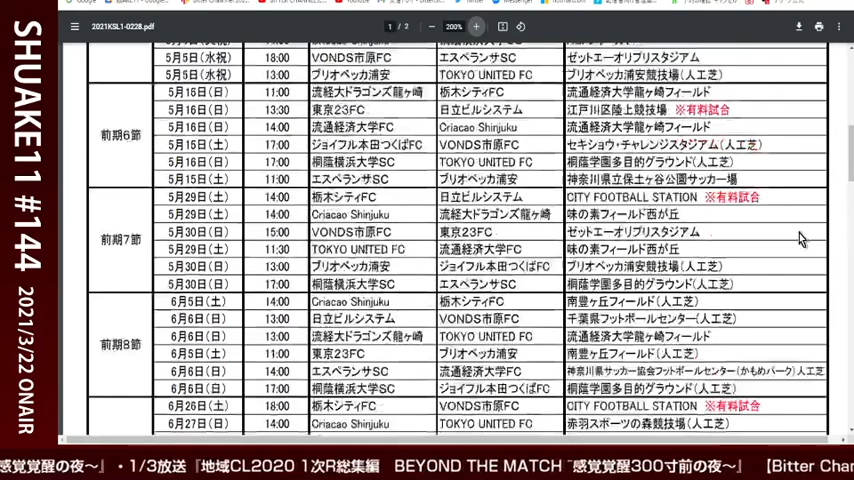 SHUAKE11 #144 2021/3/22 ONAIR
2021KSL1-0228.pdf 1 / 2 200%
5月5日(水祝) 18:00 VONDS市原FC エスペランサSC ゼットエーオリプリスタジアム
5月5日(水祝) 13:00 ブリオベッカ浦安 TOKYO UNITED FC ブリオベッカ浦安競技場(人工芝)
前期6節
5月16日(日) 11:00 流経大ドラゴンズ龍ヶ崎 栃木シティFC 流通経済大学龍ヶ崎フィールド
5月16日(日) 13:30 東京23FC 日立ビルシステム 江戸川区陸上競技場 ※有料試合
5月16日(日) 14:00 流通経済大学FC Criacao Shinjuku 流通経済大学龍ヶ崎フィールド
5月15日(土) 17:00 ジョイフル本田つくばFC VONDS市原FC セキショウ・チャレンジスタジアム(人工芝)
5月16日(日) 17:00 桐蔭横浜大学SC TOKYO UNITED FC 桐蔭学園多目的グラウンド(人工芝)
5月15日(土) 11:00 エスペランサSC ブリオベッカ浦安 神奈川県立保土ヶ谷公園サッカー場
前期7節
5月29日(土) 14:00 栃木シティFC 日立ビルシステム CITY FOOTBALL STATION ※有料試合
5月29日(土) 14:00 Criacao Shinjuku 流経大ドラゴンズ龍ヶ崎 味の素フィールド西が丘
5月30日(日) 15:00 VONDS市原FC 東京23FC ゼットエーオリプリスタジアム
5月29日(土) 11:30 TOKYO UNITED FC 流通経済大学FC 味の素フィールド西が丘
5月30日(日) 13:00 ブリオベッカ浦安 ジョイフル本田つくばFC ブリオベッカ浦安競技場(人工芝)
5月30日(日) 17:00 桐蔭横浜大学SC エスペランサSC 桐蔭学園多目的グラウンド(人工芝)
前期8節
6月5日(土) 14:00 Criacao Shinjuku 栃木シティFC 南豊ヶ丘フィールド(人工芝)
6月6日(日) 13:00 日立ビルシステム VONDS市原FC 千葉県フットボールセンター(人工芝)
6月6日(日) 13:00 流経大ドラゴンズ龍ヶ崎 TOKYO UNITED FC 流通経済大学龍ヶ崎フィールド
6月5日(土) 11:00 東京23FC ブリオベッカ浦安 南豊ヶ丘フィールド(人工芝)
6月6日(日) 14:00 エスペランサSC 流通経済大学FC 神奈川県サッカー協会フットボールセンター(かもめパーク)人工芝
6月6日(日) 17:00 桐蔭横浜大学SC ジョイフル本田つくばFC 桐蔭学園多目的グラウンド(人工芝)
6月26日(土) 18:00 栃木シティFC VONDS市原FC CITY FOOTBALL STATION ※有料試合
6月27日(日) 14:00 Criacao Shinjuku TOKYO UNITED FC 赤羽スポーツの森競技場(人工芝)
感覚覚醒の夜～』・1/3放送『地域CL2020 1次R総集編 BEYOND THE MATCH ~感覚覚醒300寸前の夜～』 【Bitter Chan